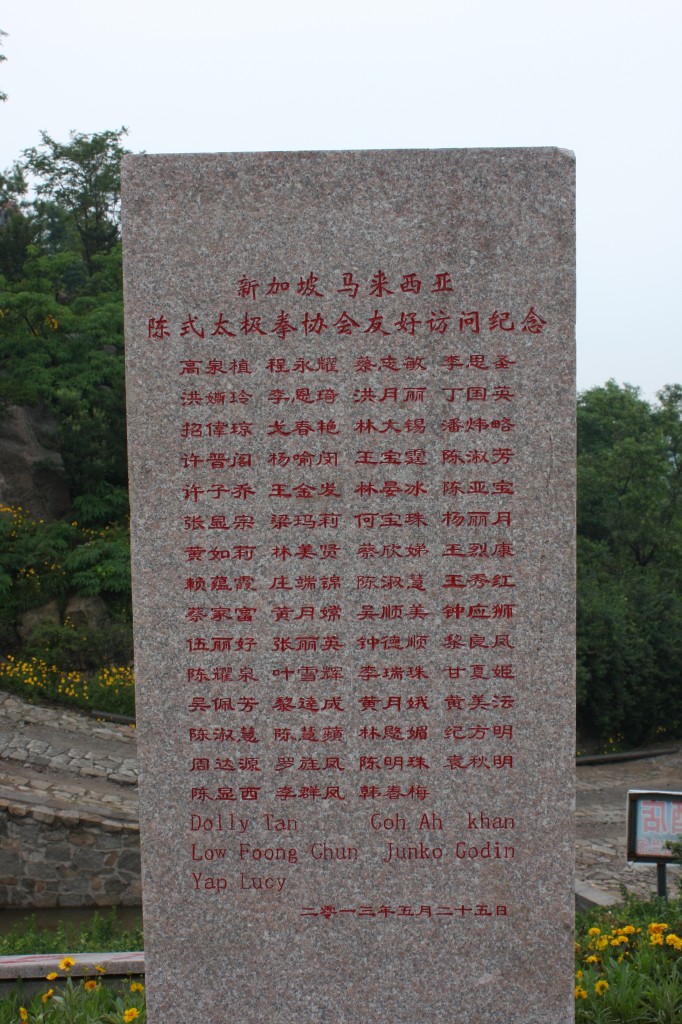 新加坡 马来西亚
陈式太极拳协会友好访问纪念
高泉植 程永耀 蔡志敏 李思圣
洪嫡玲 李恩琦 洪月丽 丁国英
招伟琼 戈春艳 林太锡 潘炜略
许晋阁 杨喻闵 王宝霆 陈淑芳
许子乔 王金发 林晏冰 陈亚宝
张显宗 梁玛莉 何宝珠 杨丽月
黄如莉 林美贤 蔡欣娣 王烈康
赖蕴霞 庄端锦 陈淑慧 王秀红
蔡家富 黄月嫦 吴顺美 钟应狮
伍丽好 张丽英 钟德顺 黎良凤
陈耀泉 叶雪辉 李瑞珠 甘夏姬
吴佩芳 黎達成 黄月娥 黄美沄
陈淑慧 陈慧蘋 林愍媚 纪方明
周达源 罗旌凤 陈明珠 袁秋明
陈显西 李群凤 韩春梅
Dolly Tan Goh Ah khan
Low Foong Chun Junko Godin
Yap Lucy
二零一三年五月二十五日
店